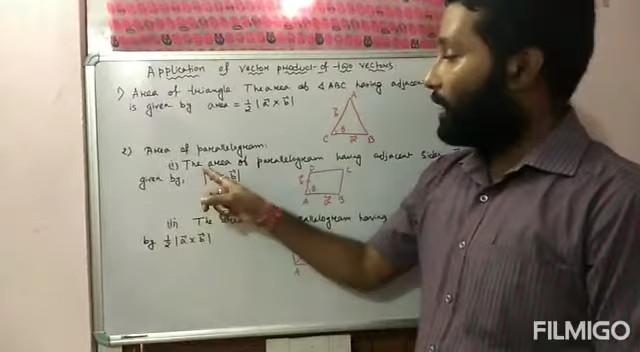 Application of vector product of two vectors.
1) Area of triangle: The area of △ABC having adjacent
is given by area = ½ |a⃗ × b⃗|
A
b⃗
θ
C
a⃗
B
2) Area of parallelogram:
(i) The area of parallelogram having adjacent sides
given by, | b⃗|
D
C
b⃗
θ
A
a⃗
B
(ii) The parallelogram having
by ½ |a⃗ × b⃗|
A
FILMIGO